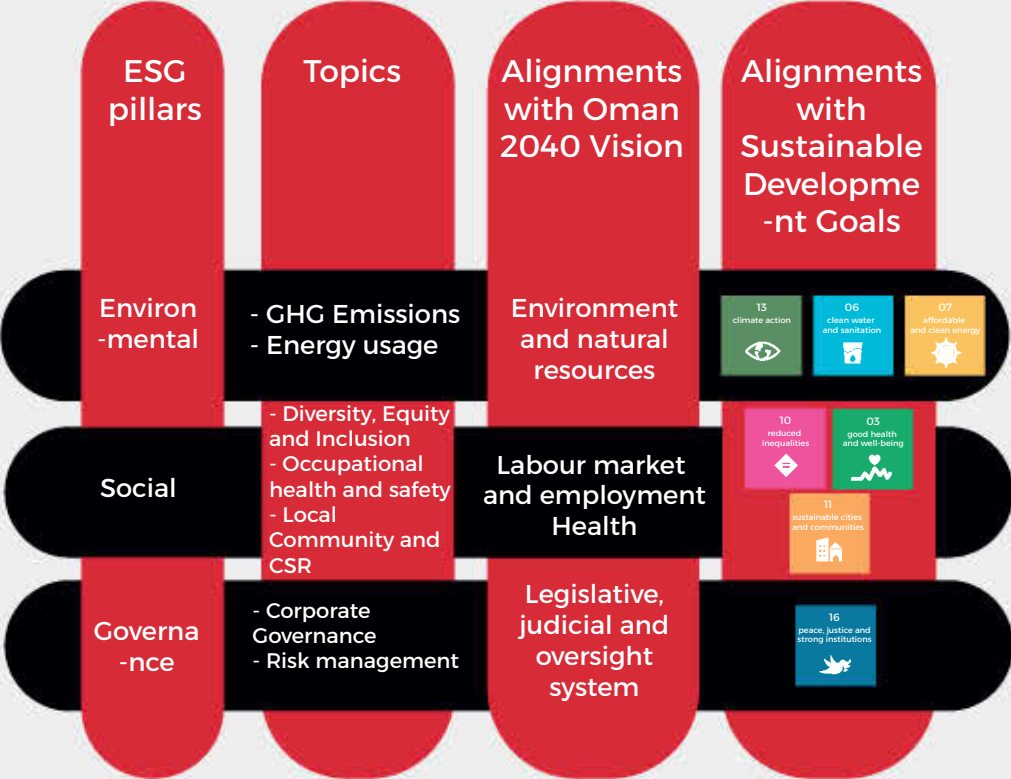 ESG
pillars
Topics
Alignments
with Oman
2040 Vision
Alignments
with
Sustainable
Developme
-nt Goals
Environ
-mental
- GHG Emissions
- Energy usage
Environment
and natural
resources
13
climate action
06
clean water
and sanitation
07
affordable
and clean energy
Social
- Diversity, Equity
and Inclusion
- Occupational
health and safety
- Local
Community and
CSR
Labour market
and employment
Health
10
reduced
inequalities
03
good health
and well-being
11
sustainable cities
and communities
Governa
-nce
- Corporate
Governance
- Risk management
Legislative,
judicial and
oversight
system
16
peace, justice and
strong institutions